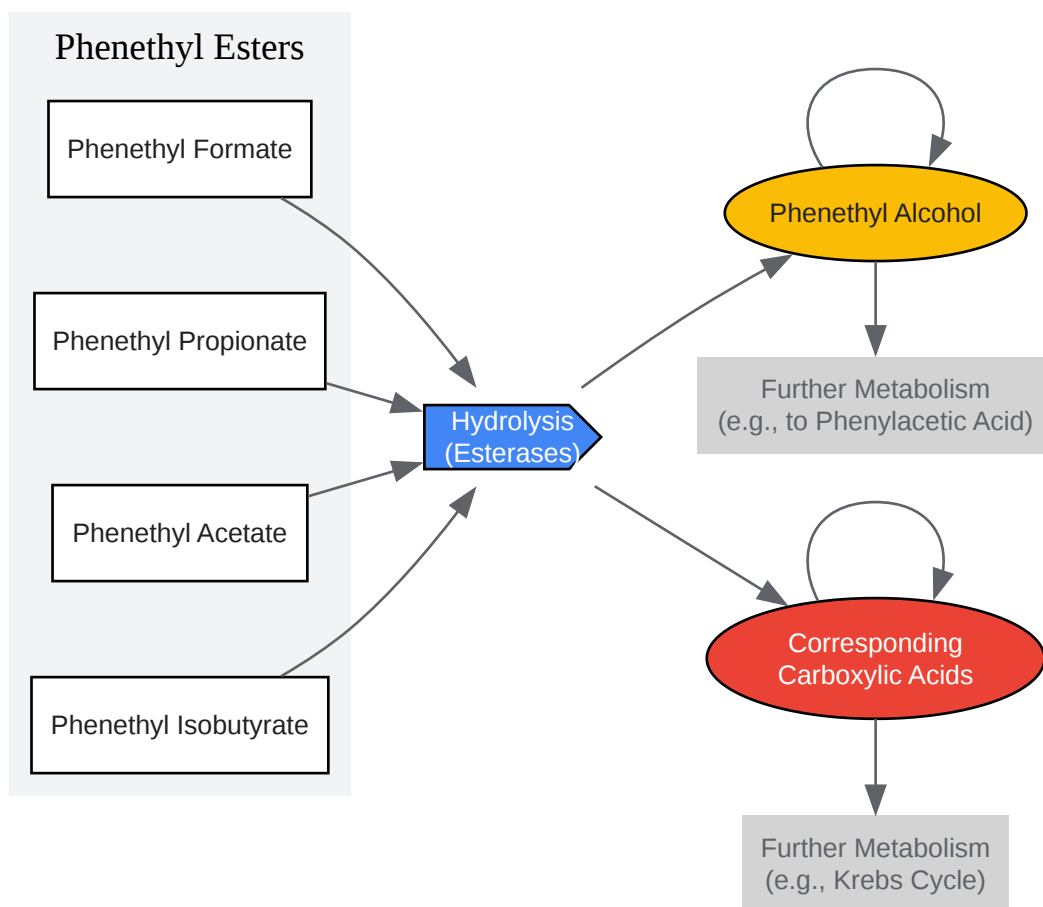 Phenethyl Esters
Phenethyl Formate
Phenethyl Propionate
Phenethyl Acetate
Phenethyl Isobutyrate
Hydrolysis
(Esterases)
Phenethyl Alcohol
Further Metabolism
(e.g., to Phenylacetic Acid)
Corresponding
Carboxylic Acids
Further Metabolism
(e.g., Krebs Cycle)